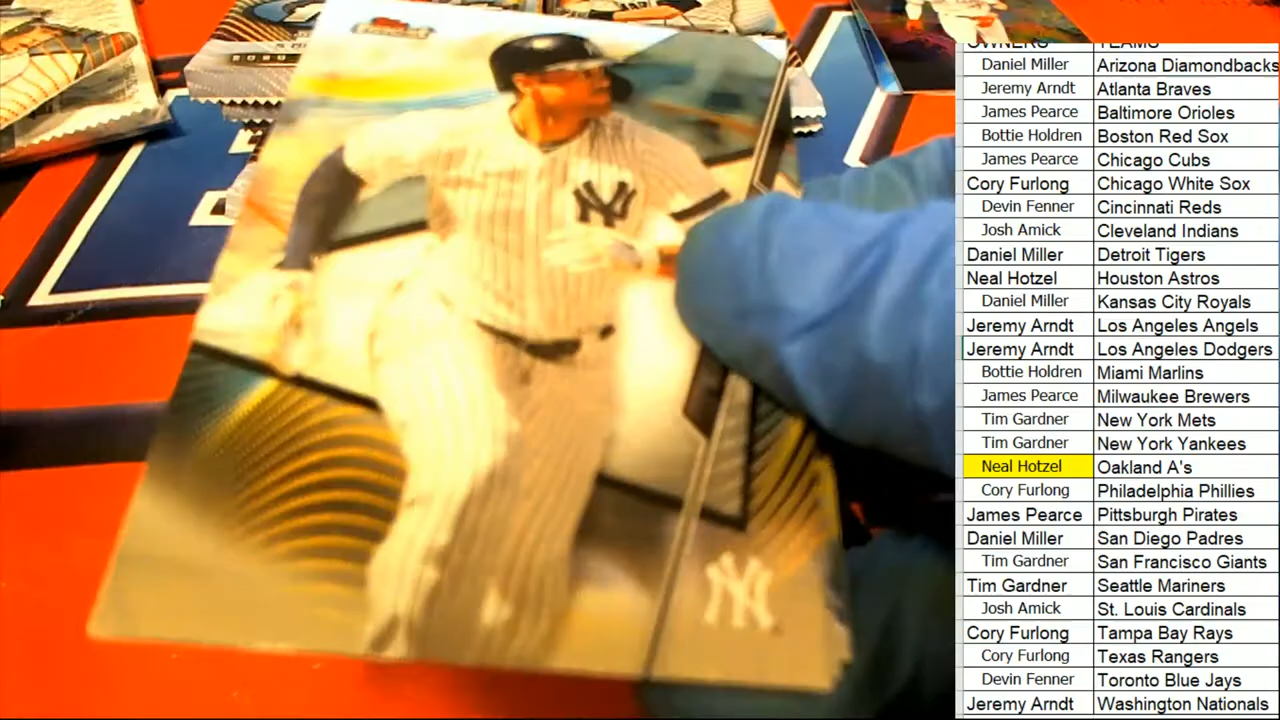 OWNERS TEAMS
Daniel Miller Arizona Diamondbacks
Jeremy Arndt Atlanta Braves
James Pearce Baltimore Orioles
Bottie Holdren Boston Red Sox
James Pearce Chicago Cubs
Cory Furlong Chicago White Sox
Devin Fenner Cincinnati Reds
Josh Amick Cleveland Indians
Daniel Miller Detroit Tigers
Neal Hotzel Houston Astros
Daniel Miller Kansas City Royals
Jeremy Arndt Los Angeles Angels
Jeremy Arndt Los Angeles Dodgers
Bottie Holdren Miami Marlins
James Pearce Milwaukee Brewers
Tim Gardner New York Mets
Tim Gardner New York Yankees
Neal Hotzel Oakland A's
Cory Furlong Philadelphia Phillies
James Pearce Pittsburgh Pirates
Daniel Miller San Diego Padres
Tim Gardner San Francisco Giants
Tim Gardner Seattle Mariners
Josh Amick St. Louis Cardinals
Cory Furlong Tampa Bay Rays
Cory Furlong Texas Rangers
Devin Fenner Toronto Blue Jays
Jeremy Arndt Washington Nationals
NY
NY